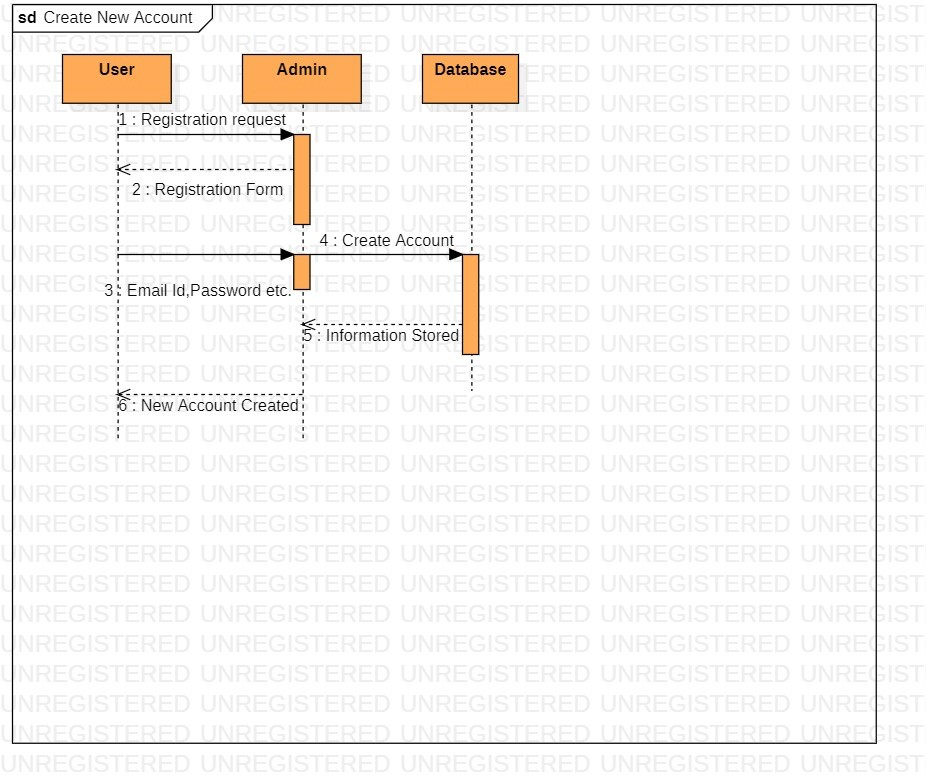 sd Create New Account
User
Admin
Database
1 : Registration request
2 : Registration Form
4 : Create Account
3 : Email Id,Password etc.
5 : Information Stored
6 : New Account Created
UNREGISTERED